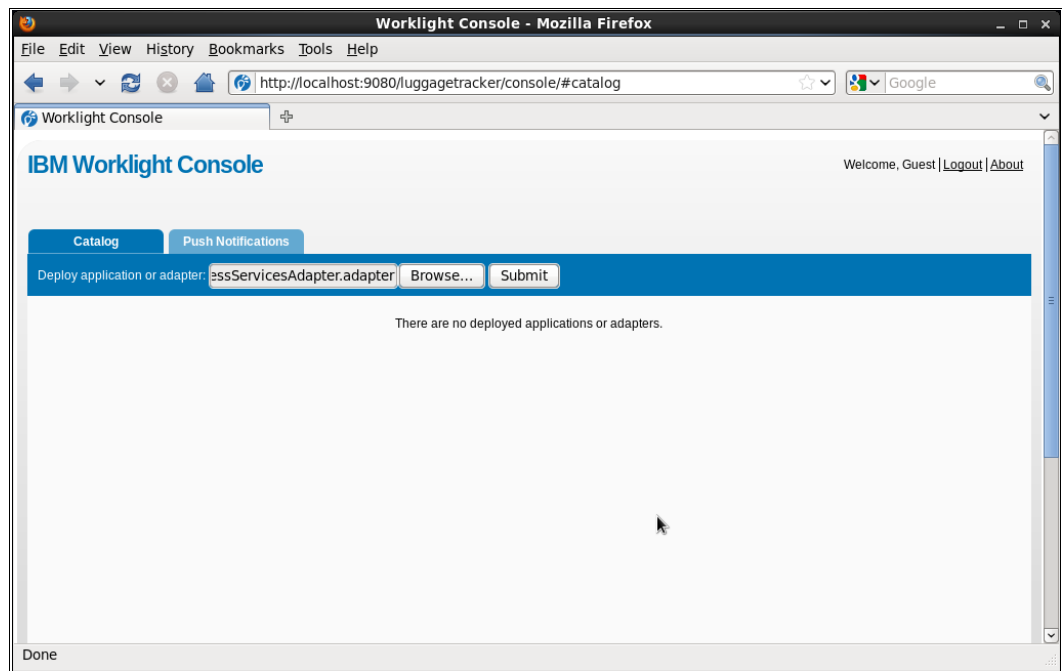 Worklight Console - Mozilla Firefox
File Edit View History Bookmarks Tools Help
http://localhost:9080/luggagetracker/console/#catalog Google
Worklight Console
IBM Worklight Console
Welcome, Guest | Logout | About
Catalog Push Notifications
Deploy application or adapter: essServicesAdapter.adapter Browse... Submit
There are no deployed applications or adapters.
Done